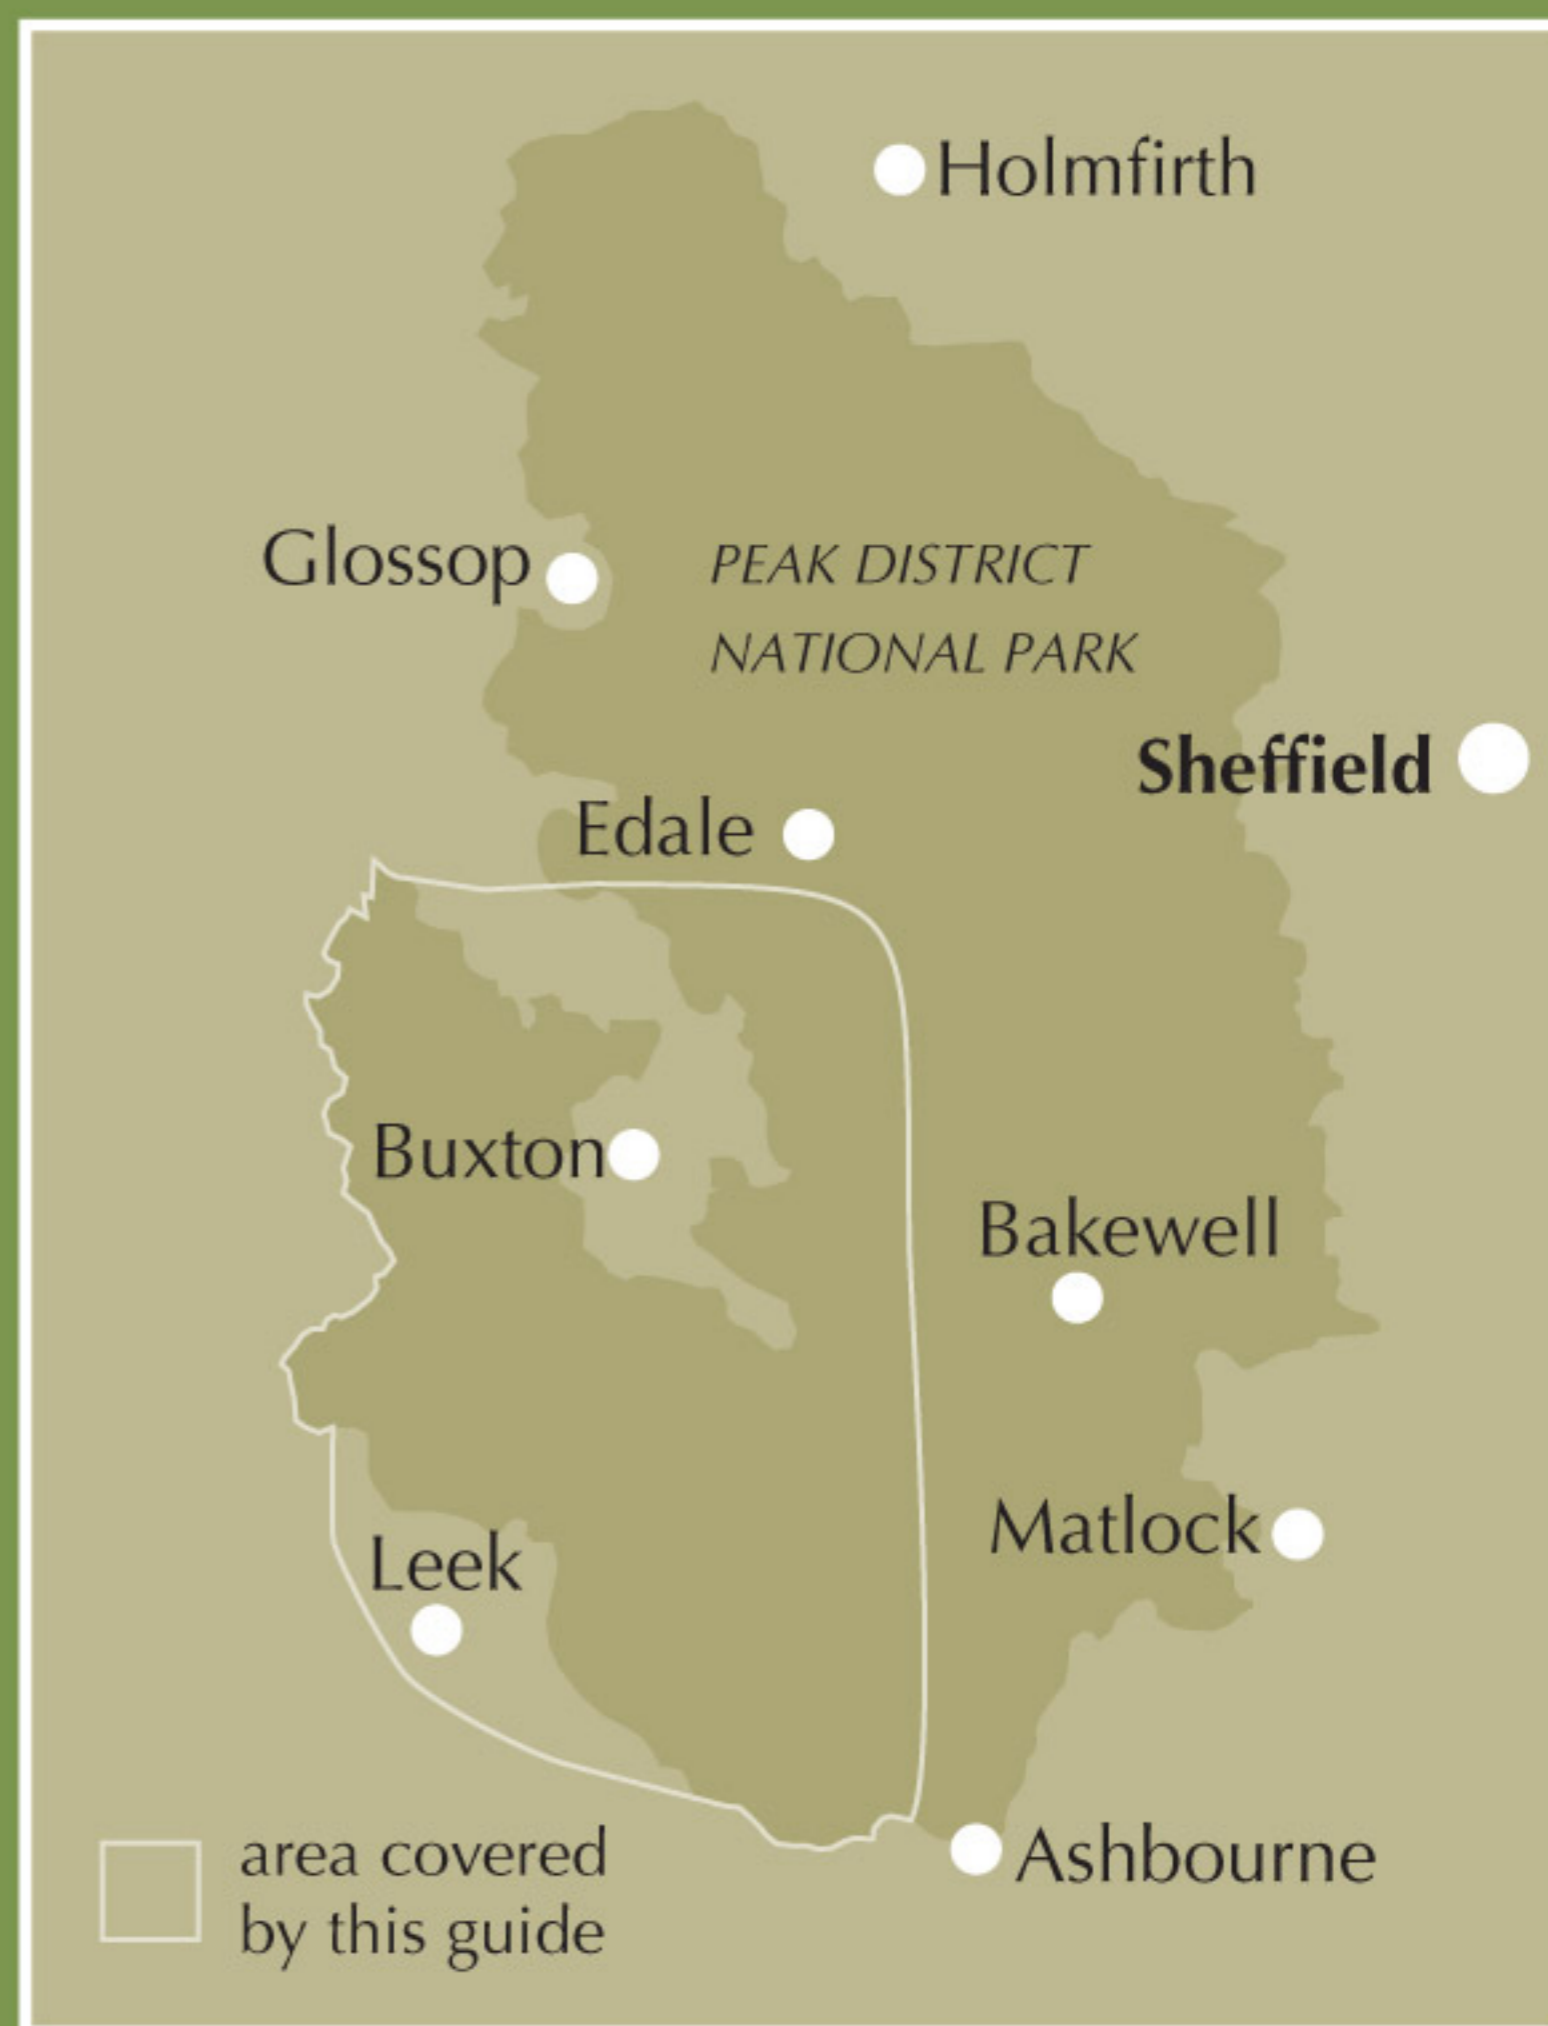 Holmfirth
Glossop
PEAK DISTRICT
NATIONAL PARK
Sheffield
Edale
Buxton
Bakewell
Matlock
Leek
Ashbourne
area covered
by this guide